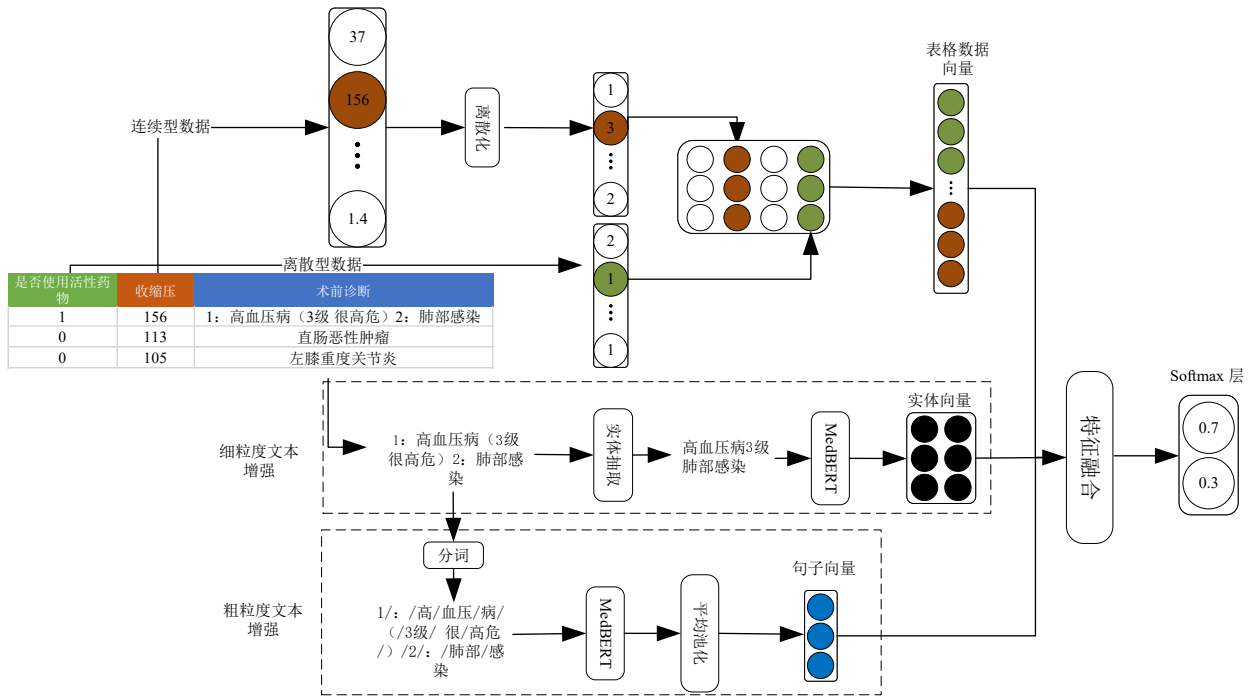 37
156
1.4
连续型数据
离散化
1
3
2
表格数据
向量
离散型数据
2
1
1
是否使用活性药
物
收缩压
术前诊断
1
156
1：高血压病（3级 很高危）2：肺部感染
0
113
直肠恶性肿瘤
0
105
左膝重度关节炎
细粒度文本
增强
1：高血压病（3级
很高危）2：肺部感
染
实体抽取
高血压病3级
肺部感染
MedBERT
实体向量
特征融合
Softmax 层
0.7
0.3
粗粒度文本
增强
分词
1/：/高/血压/病/
（/3级/ 很/高危
/）/2/：/肺部/感
染
MedBERT
平均池化
句子向量